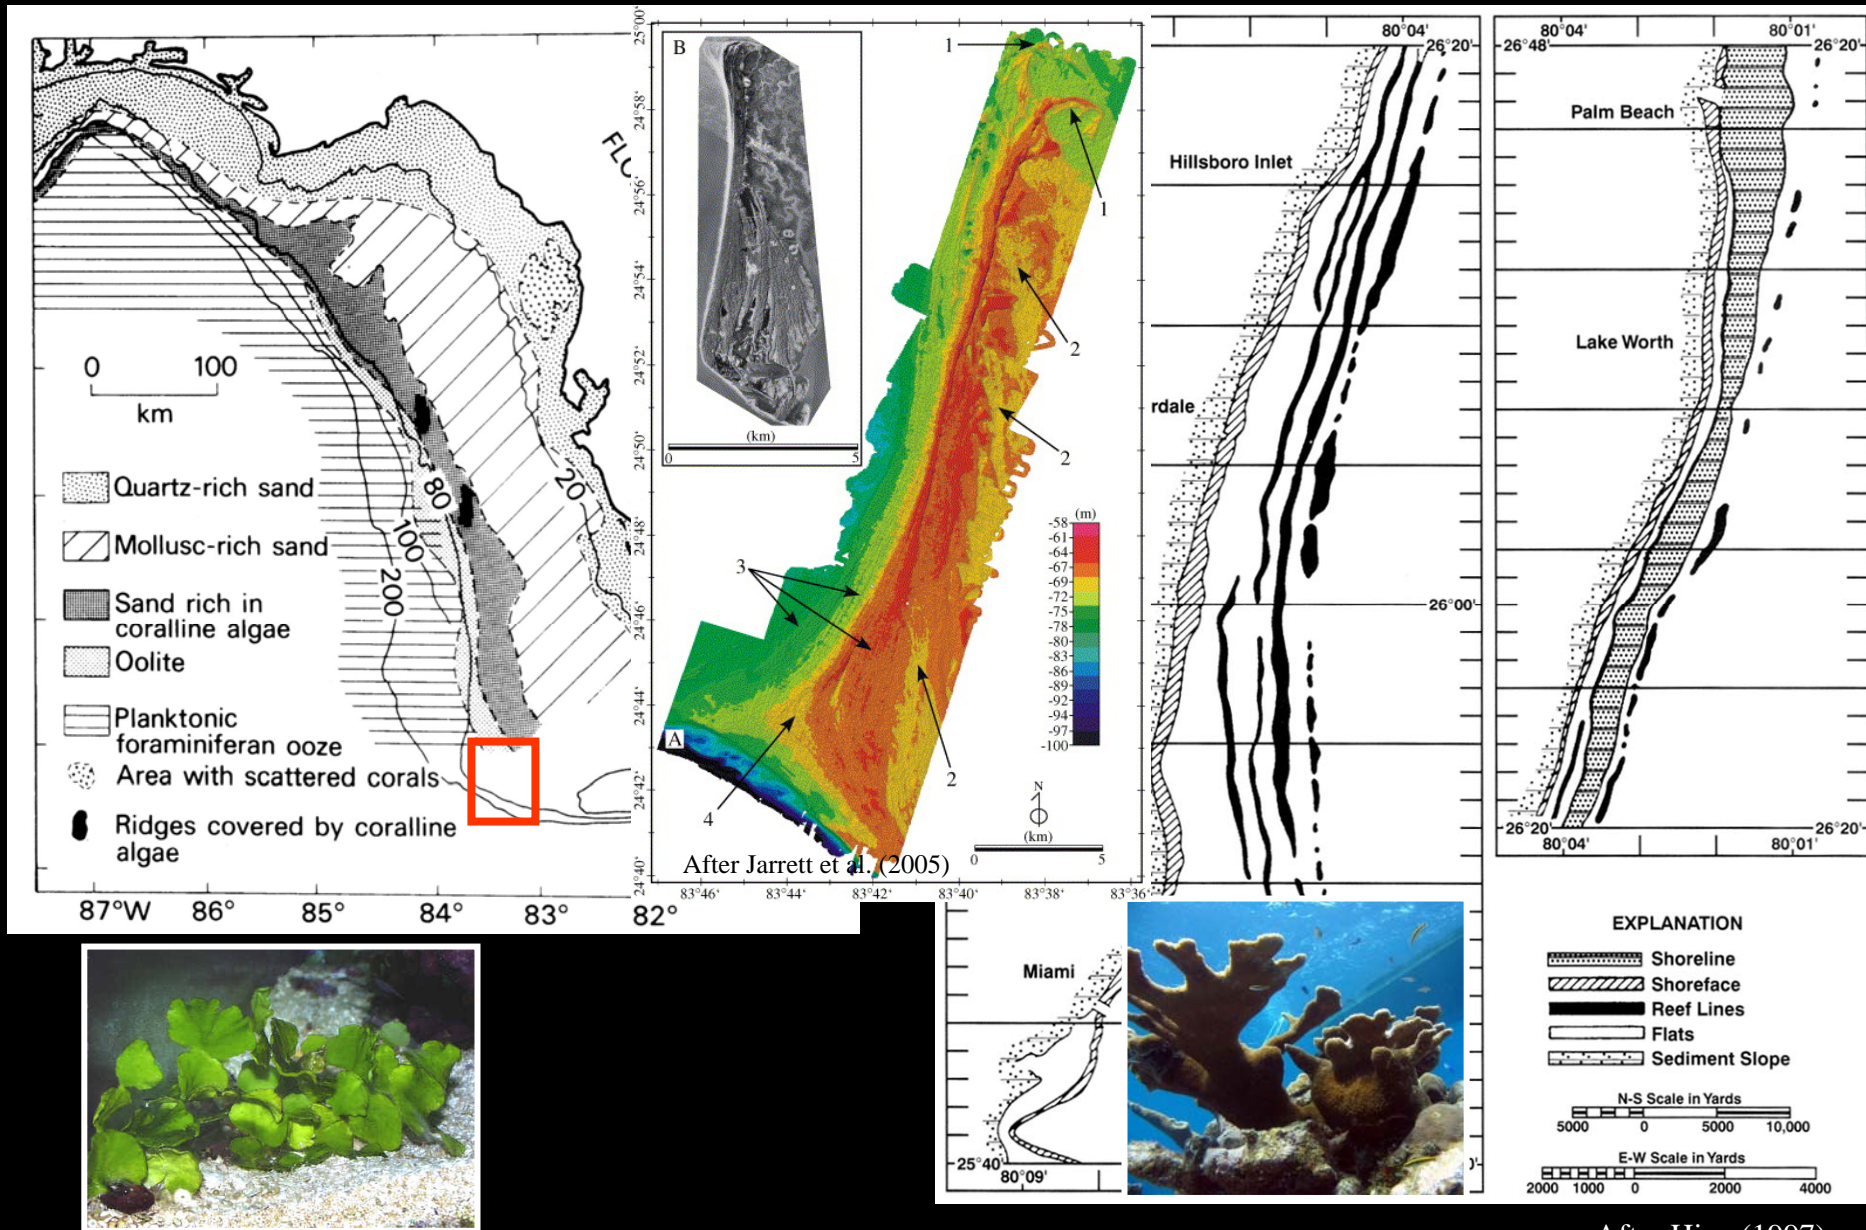 FLO
0 100
km
Quartz-rich sand
Mollusc-rich sand
Sand rich in
coralline algae
Oolite
Planktonic
foraminiferan ooze
Area with scattered corals
Ridges covered by coralline
algae
20
80
100
200
87°W 86° 85° 84° 83° 82°
25°00'
24°58'
24°56'
24°54'
24°52'
24°50'
24°48'
24°46'
24°44'
24°42'
24°40'
B
(km)
0 5
1
1
2
2
3
2
4
A
(m)
-58
-61
-64
-67
-69
-72
-75
-78
-80
-83
-86
-89
-92
-94
-97
-100
N
(km)
0 5
After Jarrett et al. (2005)
83°46' 83°44' 83°42' 83°40' 83°38' 83°36'
80°04'
26°20'
Hillsboro Inlet
rdale
26°00'
Miami
25°40'
80°09'
80°04' 80°01'
26°48' 26°20'
Palm Beach
Lake Worth
26°20' 26°20'
80°04' 80°01'
EXPLANATION
Shoreline
Shoreface
Reef Lines
Flats
Sediment Slope
N-S Scale in Yards
5000 0 5000 10,000
E-W Scale in Yards
2000 1000 0 2000 4000